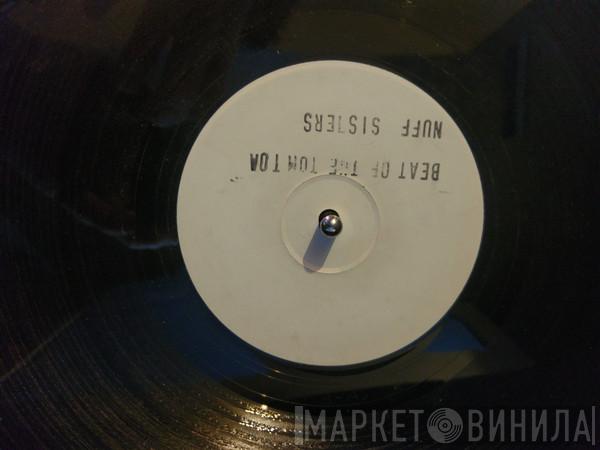 BEAT OF THE TOM TOM
NUFF SISTERS
МАРКЕТ ВИНИЛА